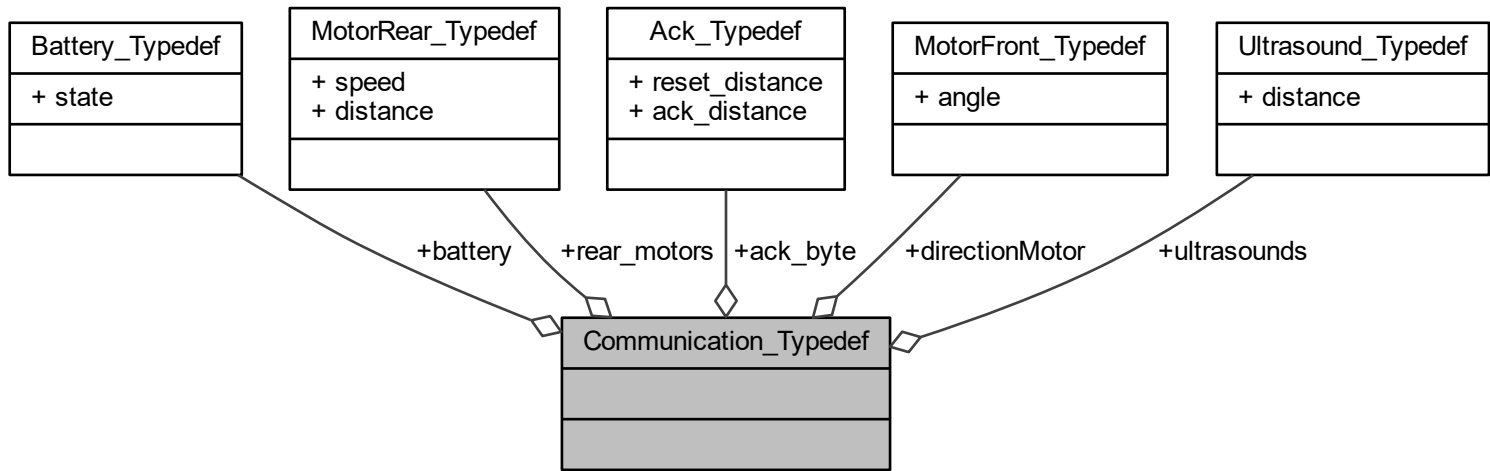 Battery_Typedef
+ state
MotorRear_Typedef
+ speed
+ distance
Ack_Typedef
+ reset_distance
+ ack_distance
MotorFront_Typedef
+ angle
Ultrasound_Typedef
+ distance
+battery
+rear_motors
+ack_byte
+directionMotor
+ultrasounds
Communication_Typedef